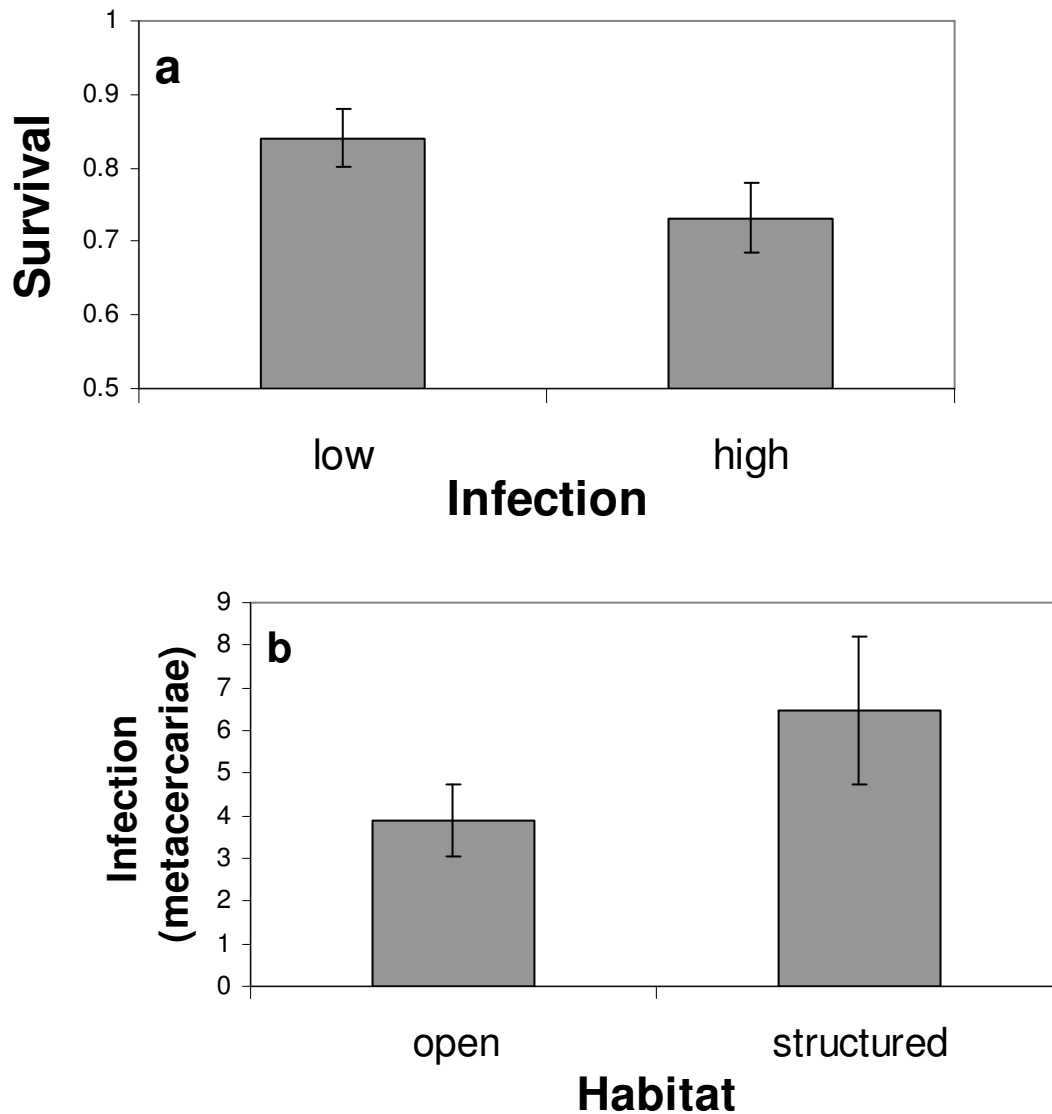 a
Survival
1
0.9
0.8
0.7
0.6
0.5
low high
Infection
b
Infection
(metacercariae)
9
8
7
6
5
4
3
2
1
0
open structured
Habitat